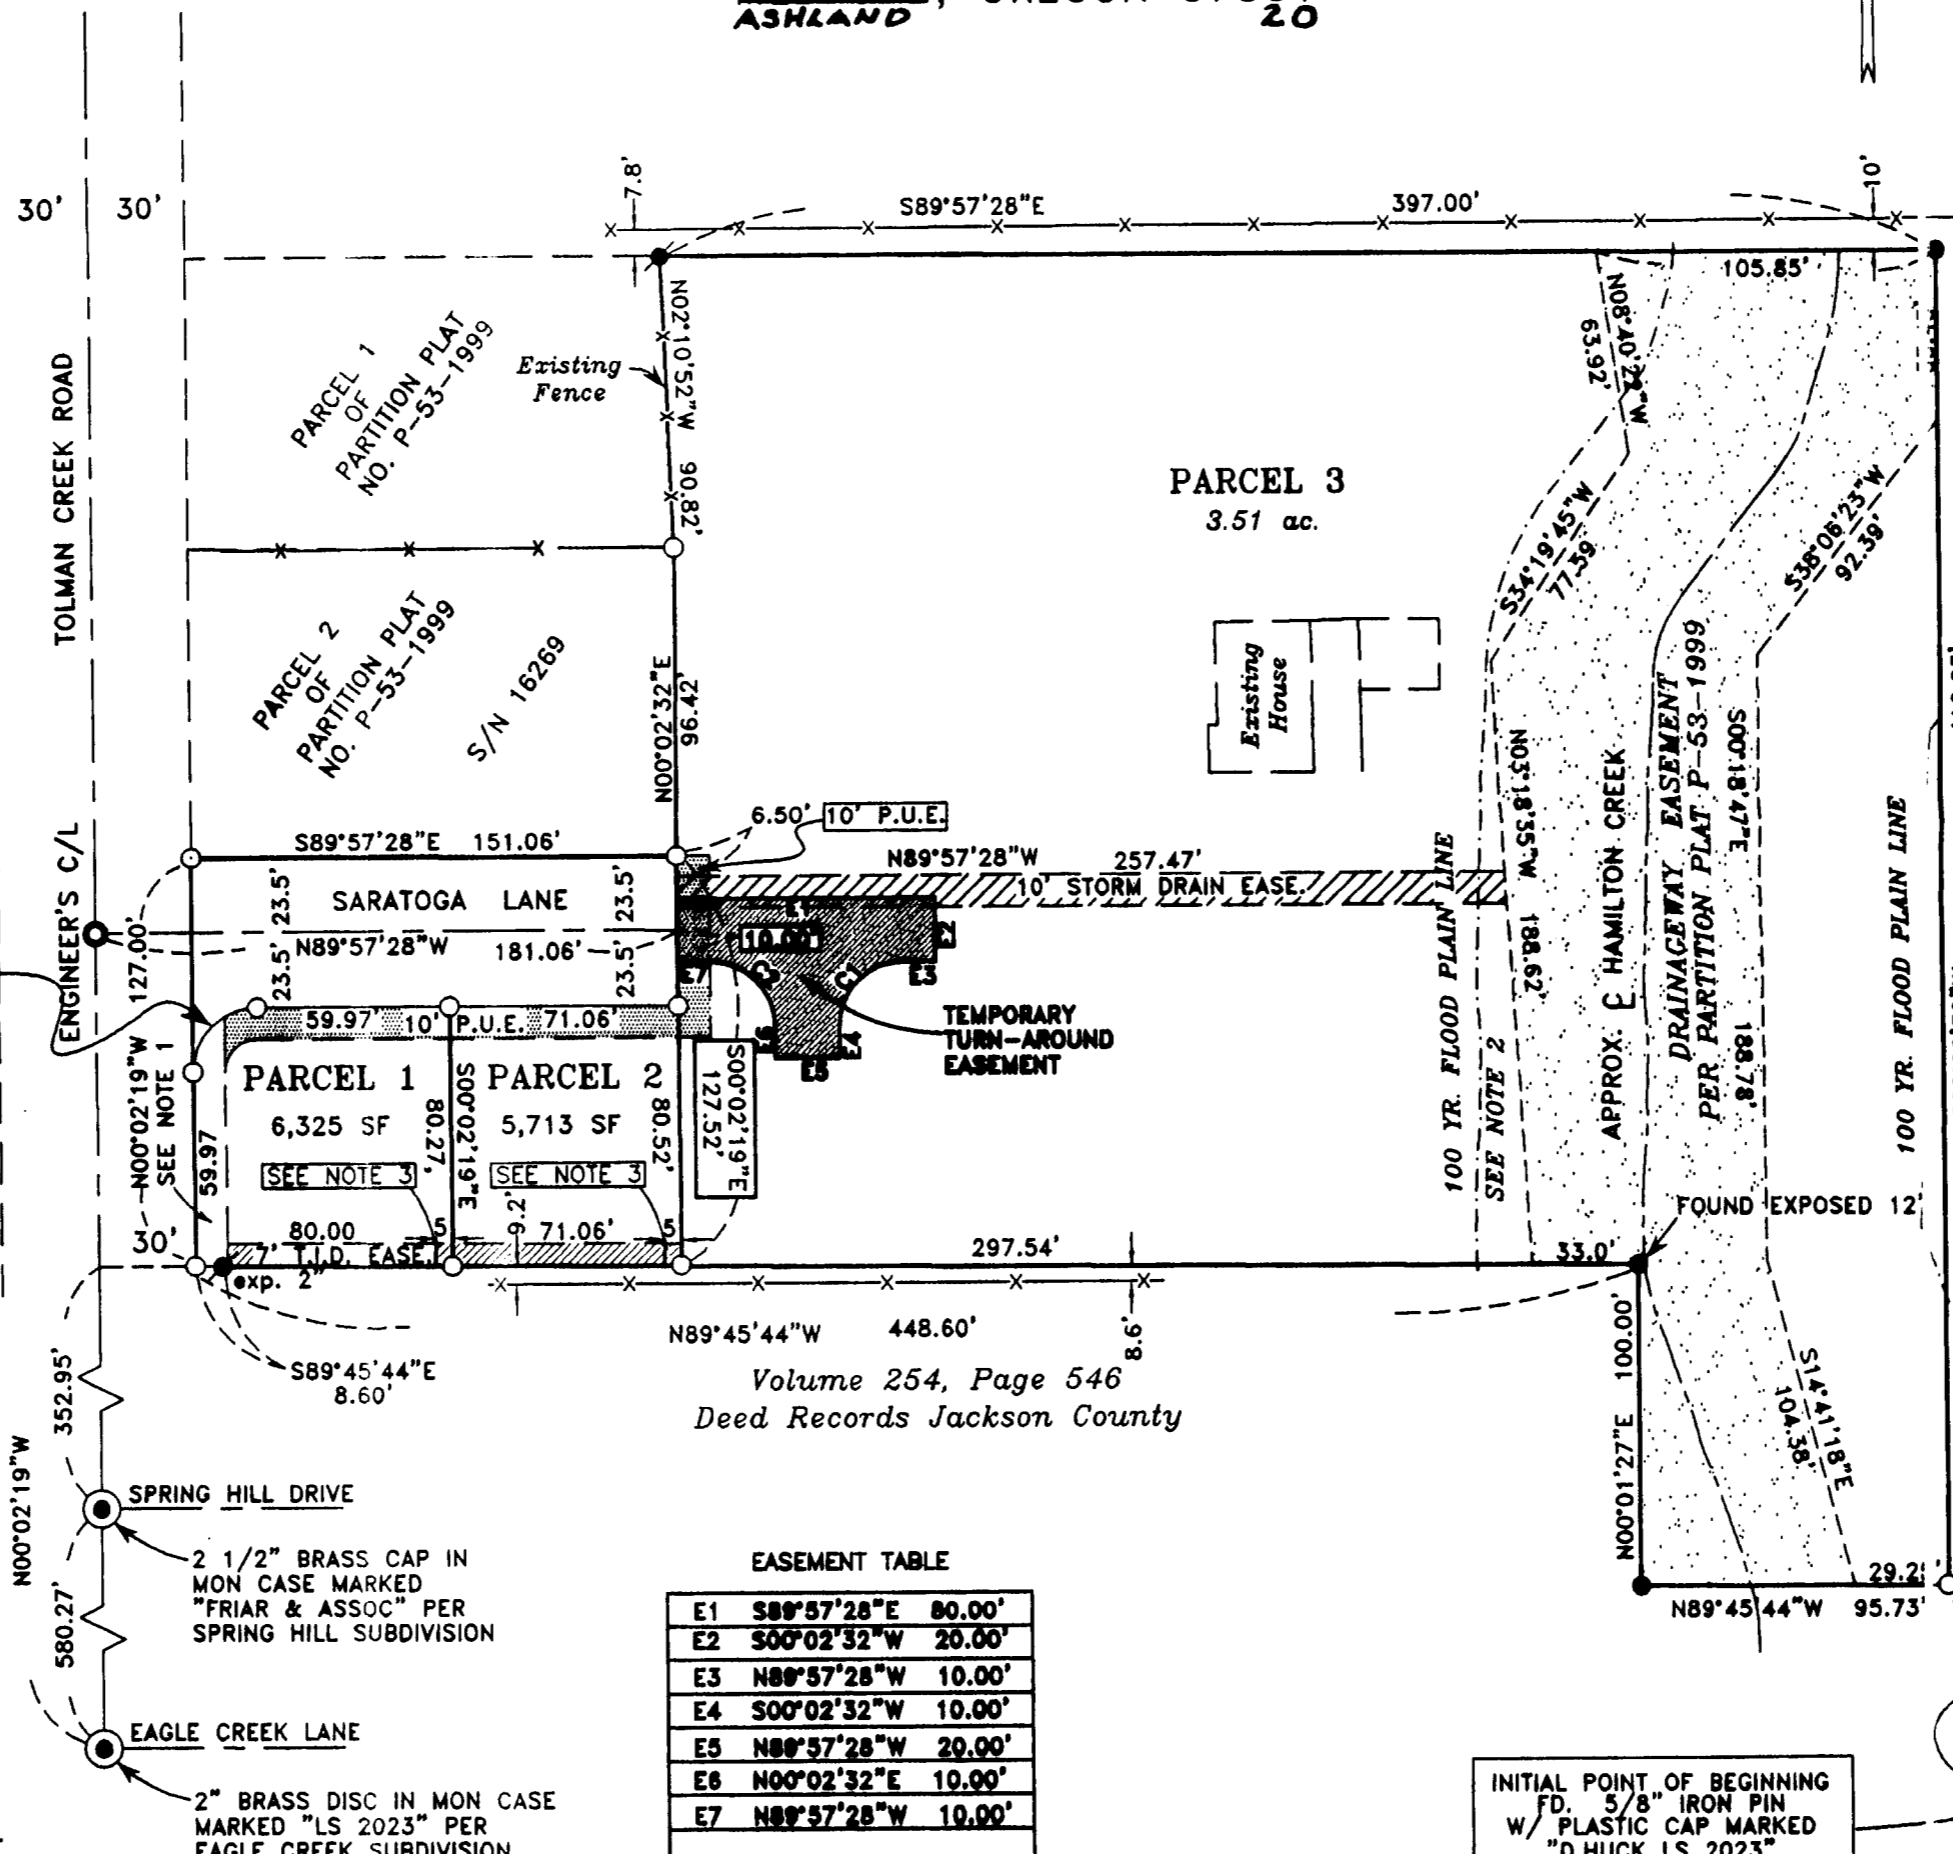 ASHLAND
20
30'
30'
7.8'
S89°57'28"E
397.00'
10'
105.85'
TOLMAN CREEK ROAD
PARCEL 1
OF
PARTITION PLAT
NO. P-53-1999
Existing
Fence
N02°10'52"W 90.82'
PARCEL 3
3.51 ac.
N08°40'22"W
63.92'
S34°19'45"W
77.39'
S38°06'23"W
92.39'
PARCEL 2
OF
PARTITION PLAT
NO. P-53-1999
S/N 16269
N00°02'32"E
96.42'
Existing
House
ENGINEER'S C/L
S89°57'28"E 151.06'
6.50'
10' P.U.E.
N89°57'28"W 257.47'
10' STORM DRAIN EASE.
23.5'
SARATOGA LANE
23.5'
N89°57'28"W 181.06'
23.5'
23.5'
127.00'
E1
E2
10.00'
E7
C2
C1
E3
E6
E4
E5
TEMPORARY
TURN-AROUND
EASEMENT
59.97' 10' P.U.E. 71.06'
N00°02'19"W
SEE NOTE 1
59.97
PARCEL 1
6,325 SF
SEE NOTE 3
S00°02'19"E
80.27'
PARCEL 2
5,713 SF
SEE NOTE 3
80.52'
S00°02'19"E
127.52'
100 YR. FLOOD PLAIN LINE
SEE NOTE 2
N03°18'35"W 188.62'
APPROX. ℄ HAMILTON CREEK
DRAINAGEWAY EASEMENT
PER PARTITION PLAT P-53-1999
S00°18'47"E 188.78'
100 YR. FLOOD PLAIN LINE
FOUND EXPOSED 12'
30'
80.00
5
9.2'
71.06'
5
7' T.I.D. EASE.
exp. 2"
297.54'
33.0'
N89°45'44"W 448.60'
8.6'
S89°45'44"E
8.60'
Volume 254, Page 546
Deed Records Jackson County
N00°01'27"E 100.00'
S14°41'18"E
104.38'
29.2
N89°45'44"W 95.73'
352.95'
N00°02'19"W
580.27'
SPRING HILL DRIVE
2 1/2" BRASS CAP IN
MON CASE MARKED
"FRIAR & ASSOC" PER
SPRING HILL SUBDIVISION
EAGLE CREEK LANE
2" BRASS DISC IN MON CASE
MARKED "LS 2023" PER
EAGLE CREEK SUBDIVISION
EASEMENT TABLE
E1 S89°57'28"E 80.00'
E2 S00°02'32"W 20.00'
E3 N89°57'28"W 10.00'
E4 S00°02'32"W 10.00'
E5 N89°57'28"W 20.00'
E6 N00°02'32"E 10.00'
E7 N89°57'28"W 10.00'
INITIAL POINT OF BEGINNING
FD. 5/8" IRON PIN
W/ PLASTIC CAP MARKED
"D.HUCK LS 2023"